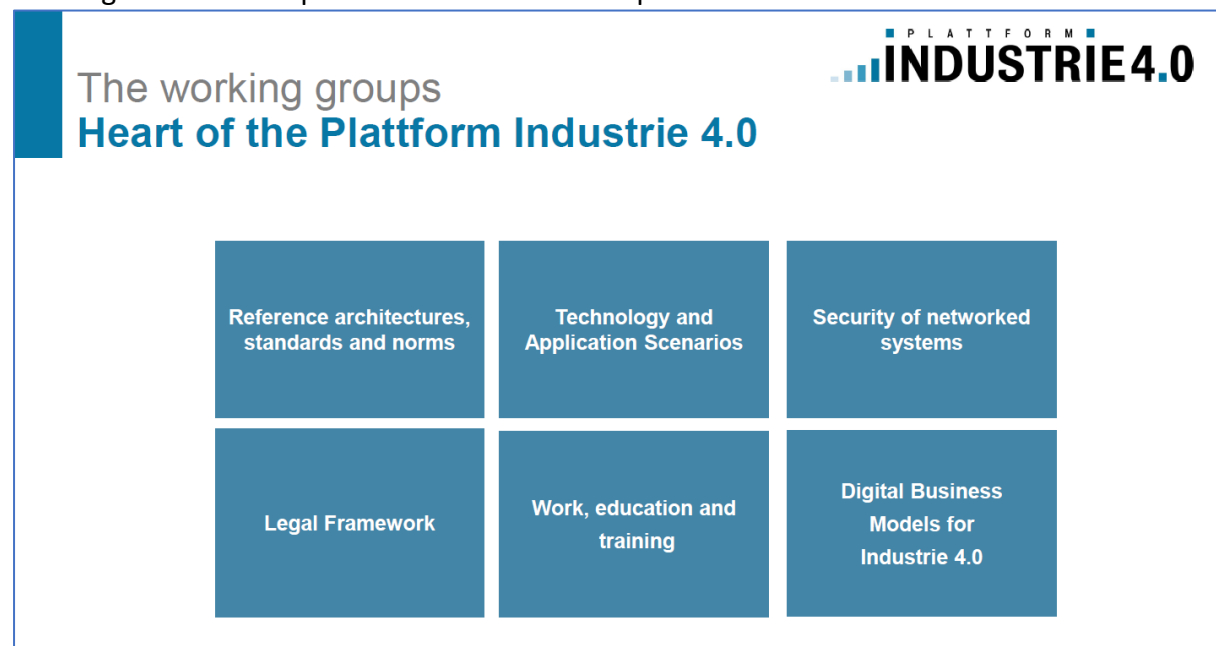 PLATTFORM
INDUSTRIE4.0
The working groups
Heart of the Plattform Industrie 4.0
Reference architectures,
standards and norms
Technology and
Application Scenarios
Security of networked
systems
Legal Framework
Work, education and
training
Digital Business
Models for
Industrie 4.0